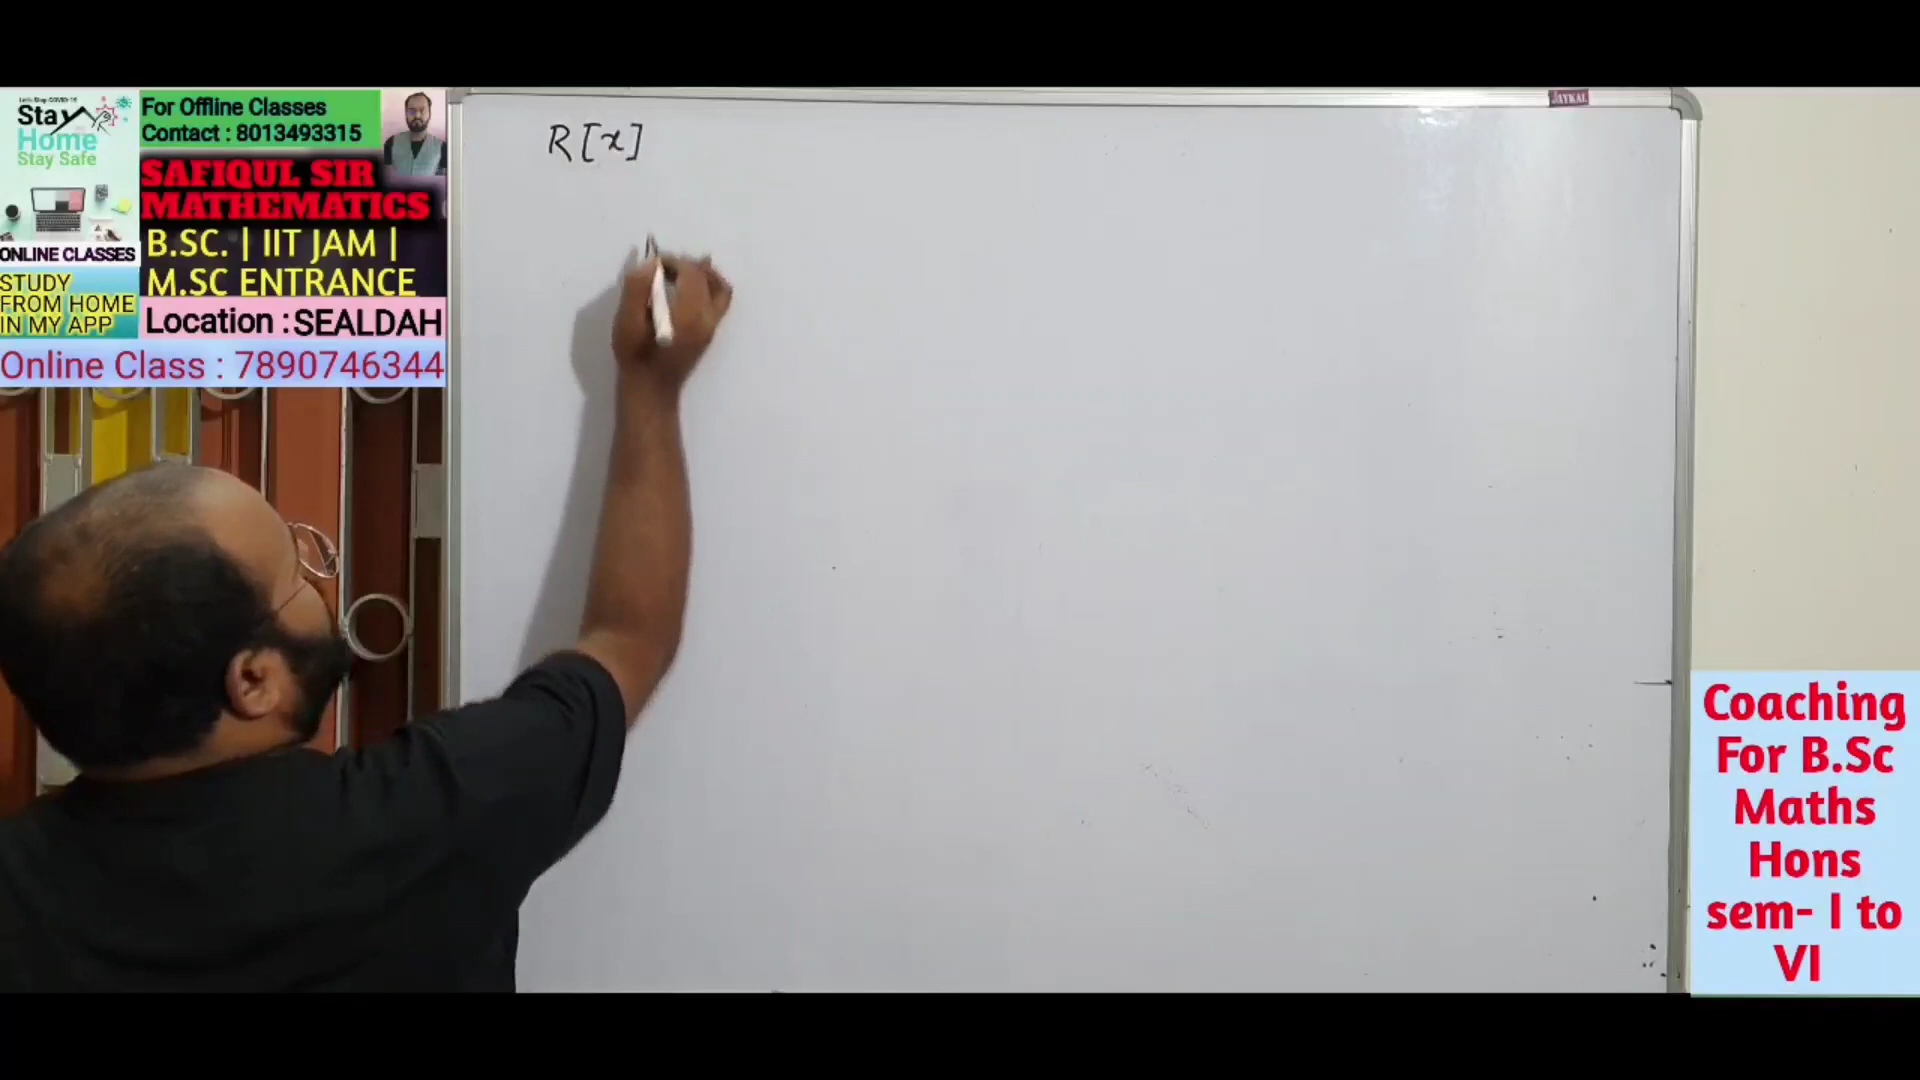 Stay
Home
Stay Safe
ONLINE CLASSES
STUDY
FROM HOME
IN MY APP
For Offline Classes
Contact : 8013493315
SAFIQUL SIR
MATHEMATICS
B.SC. | IIT JAM |
M.SC ENTRANCE
Location : SEALDAH
Online Class : 7890746344
R[x]
JAYKAL
Coaching
For B.Sc
Maths
Hons
sem- I to
VI